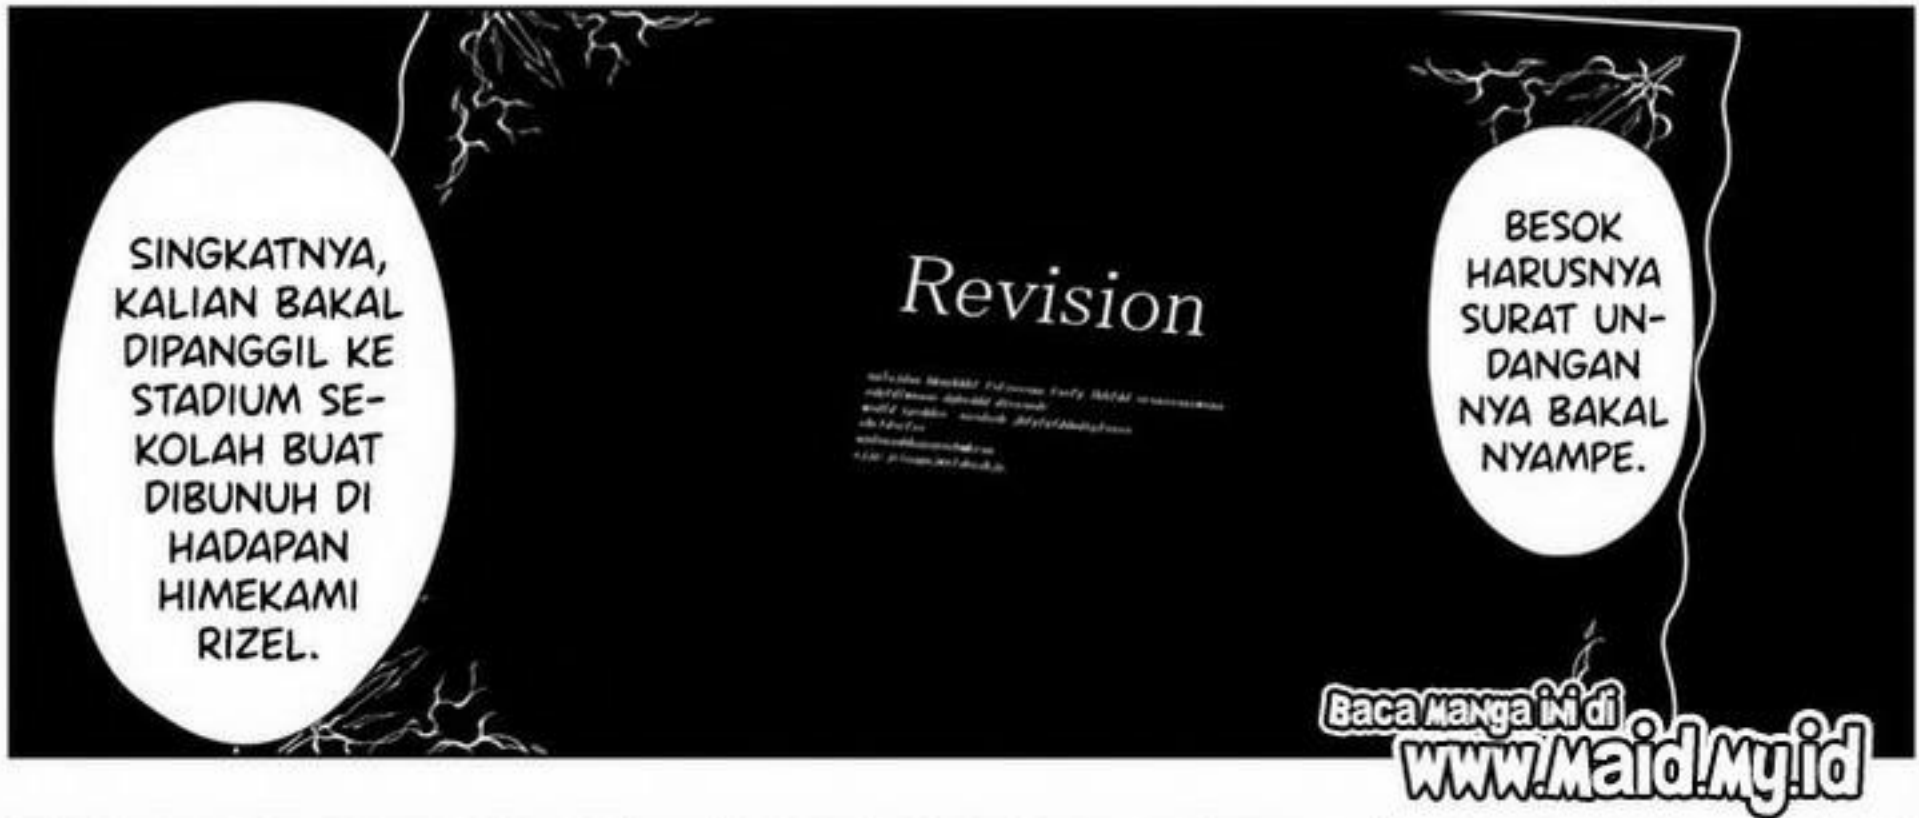 BESOK
HARUSNYA
SURAT UN-
DANGAN
NYA BAKAL
NYAMPE.
Revision
SINGKATNYA,
KALIAN BAKAL
DIPANGGIL KE
STADIUM SE-
KOLAH BUAT
DIBUNUH DI
HADAPAN
HIMEKAMI
RIZEL.
Baca Manga ini di
www.Maid.My.id